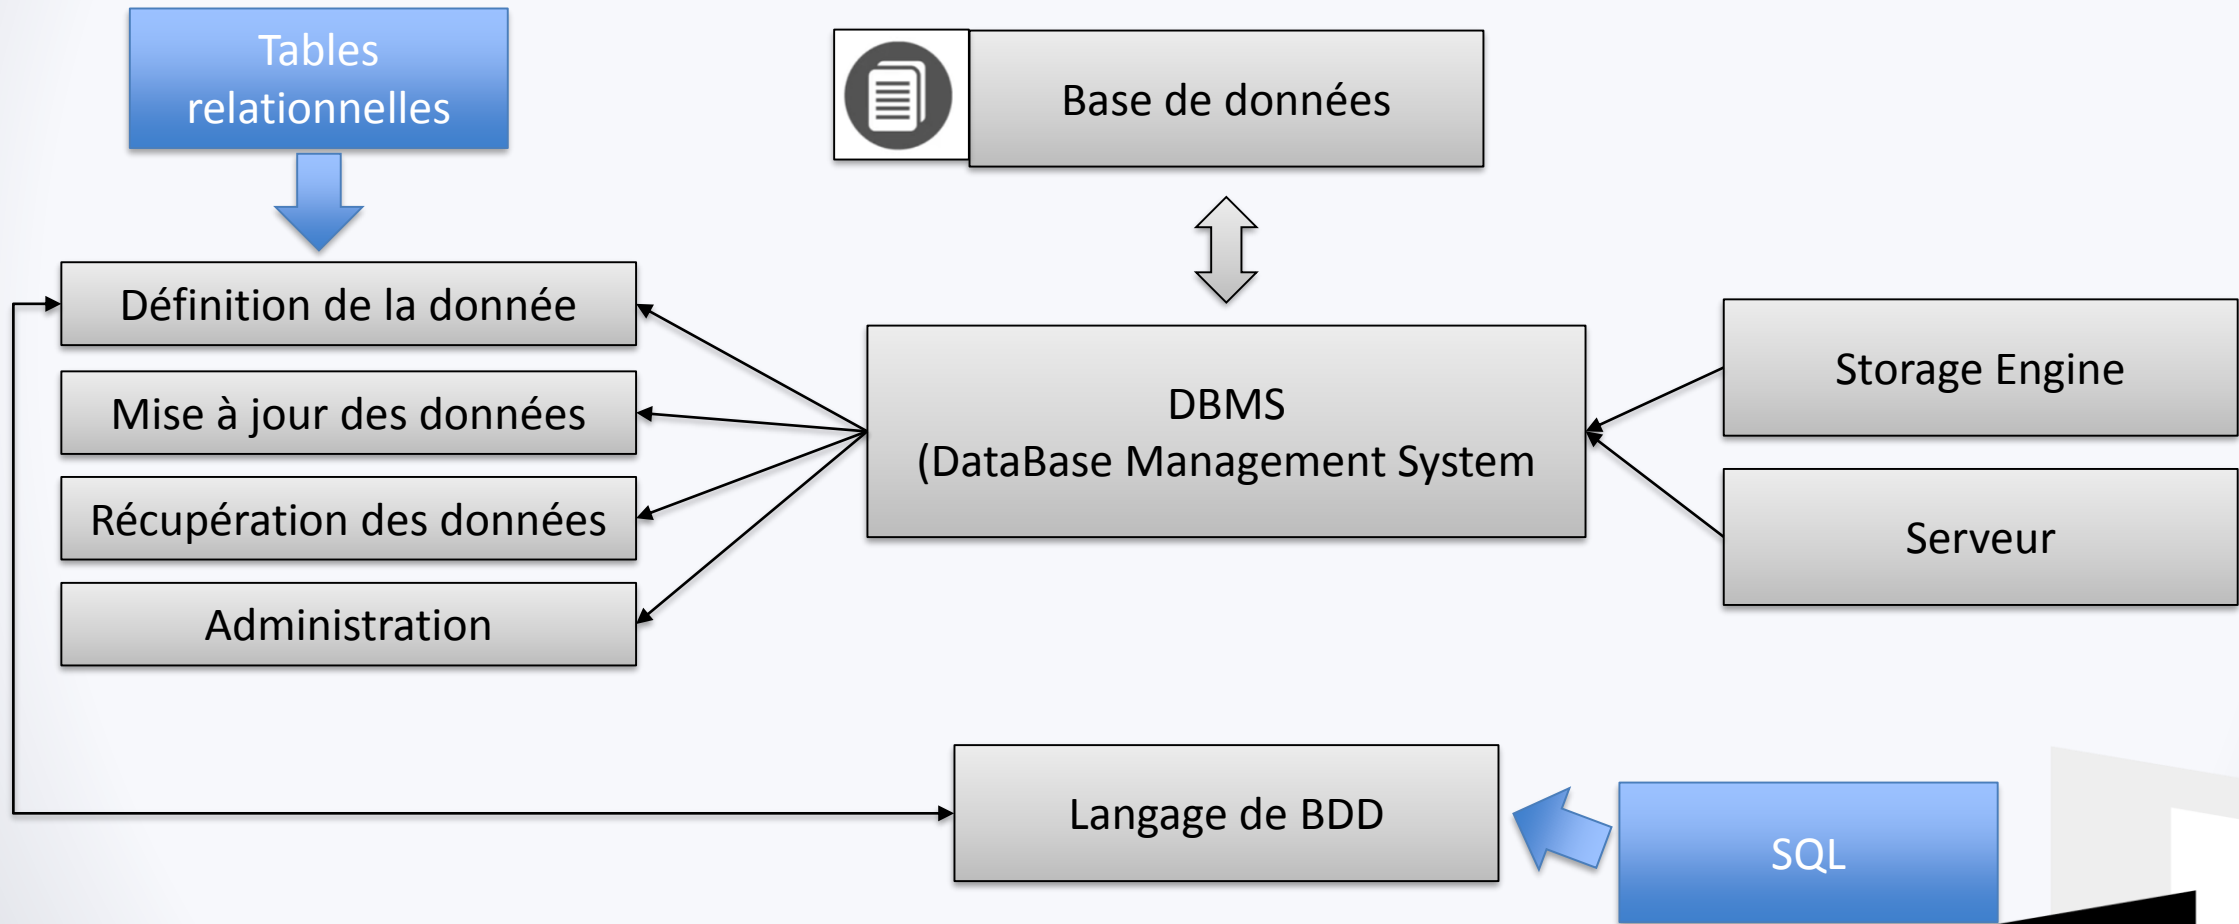 Tables
relationnelles
Base de données
Définition de la donnée
Mise à jour des données
Récupération des données
Administration
DBMS
(DataBase Management System
Storage Engine
Serveur
Langage de BDD
SQL